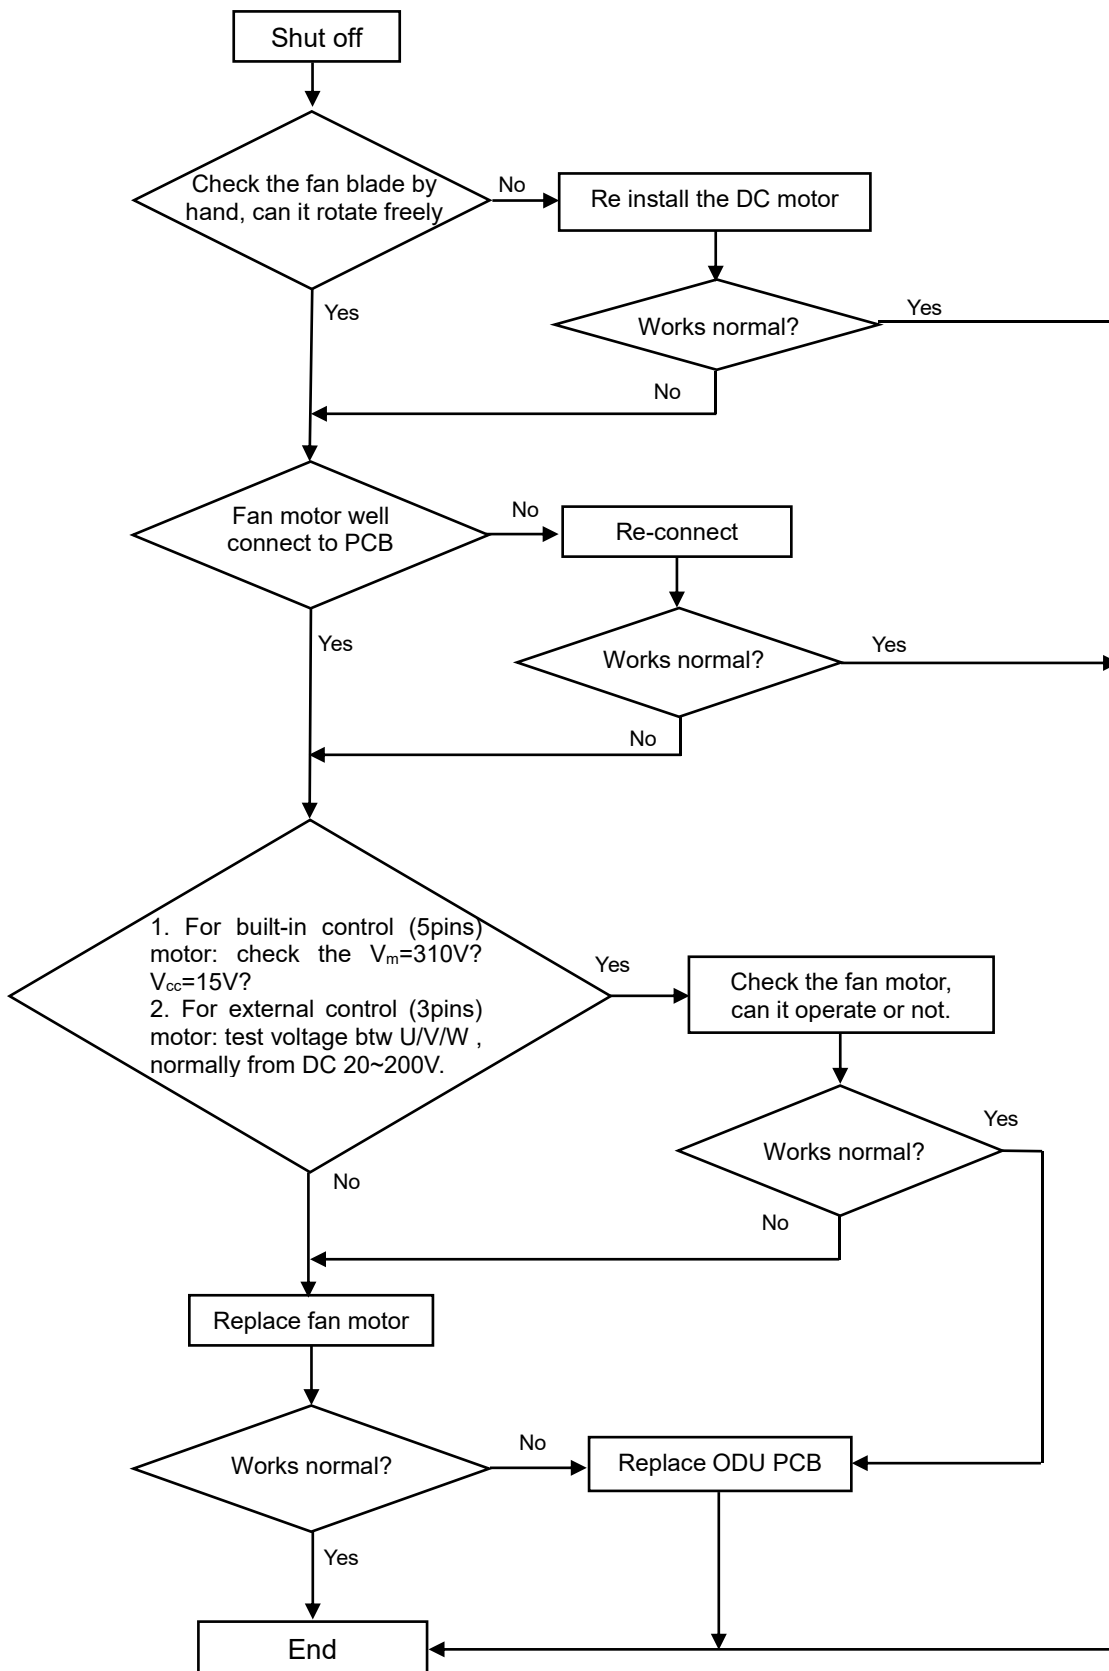 Shut off
Check the fan blade by
hand, can it rotate freely
No
Re install the DC motor
Yes
Works normal?
Yes
No
Fan motor well
connect to PCB
No
Re-connect
Yes
Works normal?
Yes
No
1. For built-in control (5pins)
motor: check the Vm=310V?
Vcc=15V?
2. For external control (3pins)
motor: test voltage btw U/V/W ,
normally from DC 20~200V.
Yes
Check the fan motor,
can it operate or not.
Works normal?
Yes
No
No
Replace fan motor
Works normal?
No
Replace ODU PCB
Yes
End